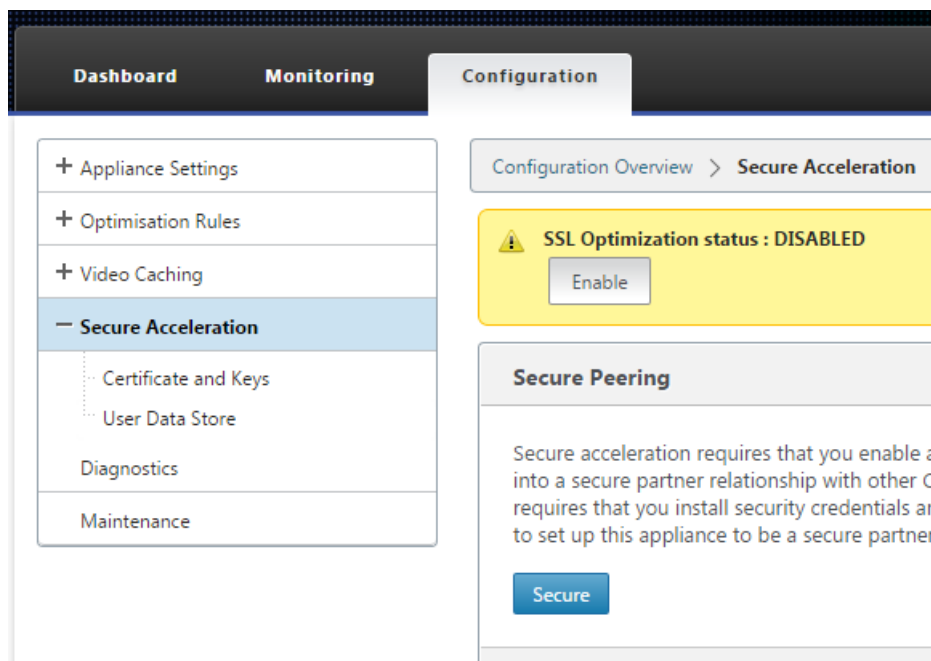 Dashboard Monitoring Configuration
Appliance Settings
Optimisation Rules
Video Caching
Secure Acceleration
Certificate and Keys
User Data Store
Diagnostics
Maintenance
Configuration Overview > Secure Acceleration
SSL Optimization status : DISABLED
Enable
Secure Peering
Secure acceleration requires that you enable
into a secure partner relationship with other
requires that you install security credentials
to set up this appliance to be a secure partner
Secure